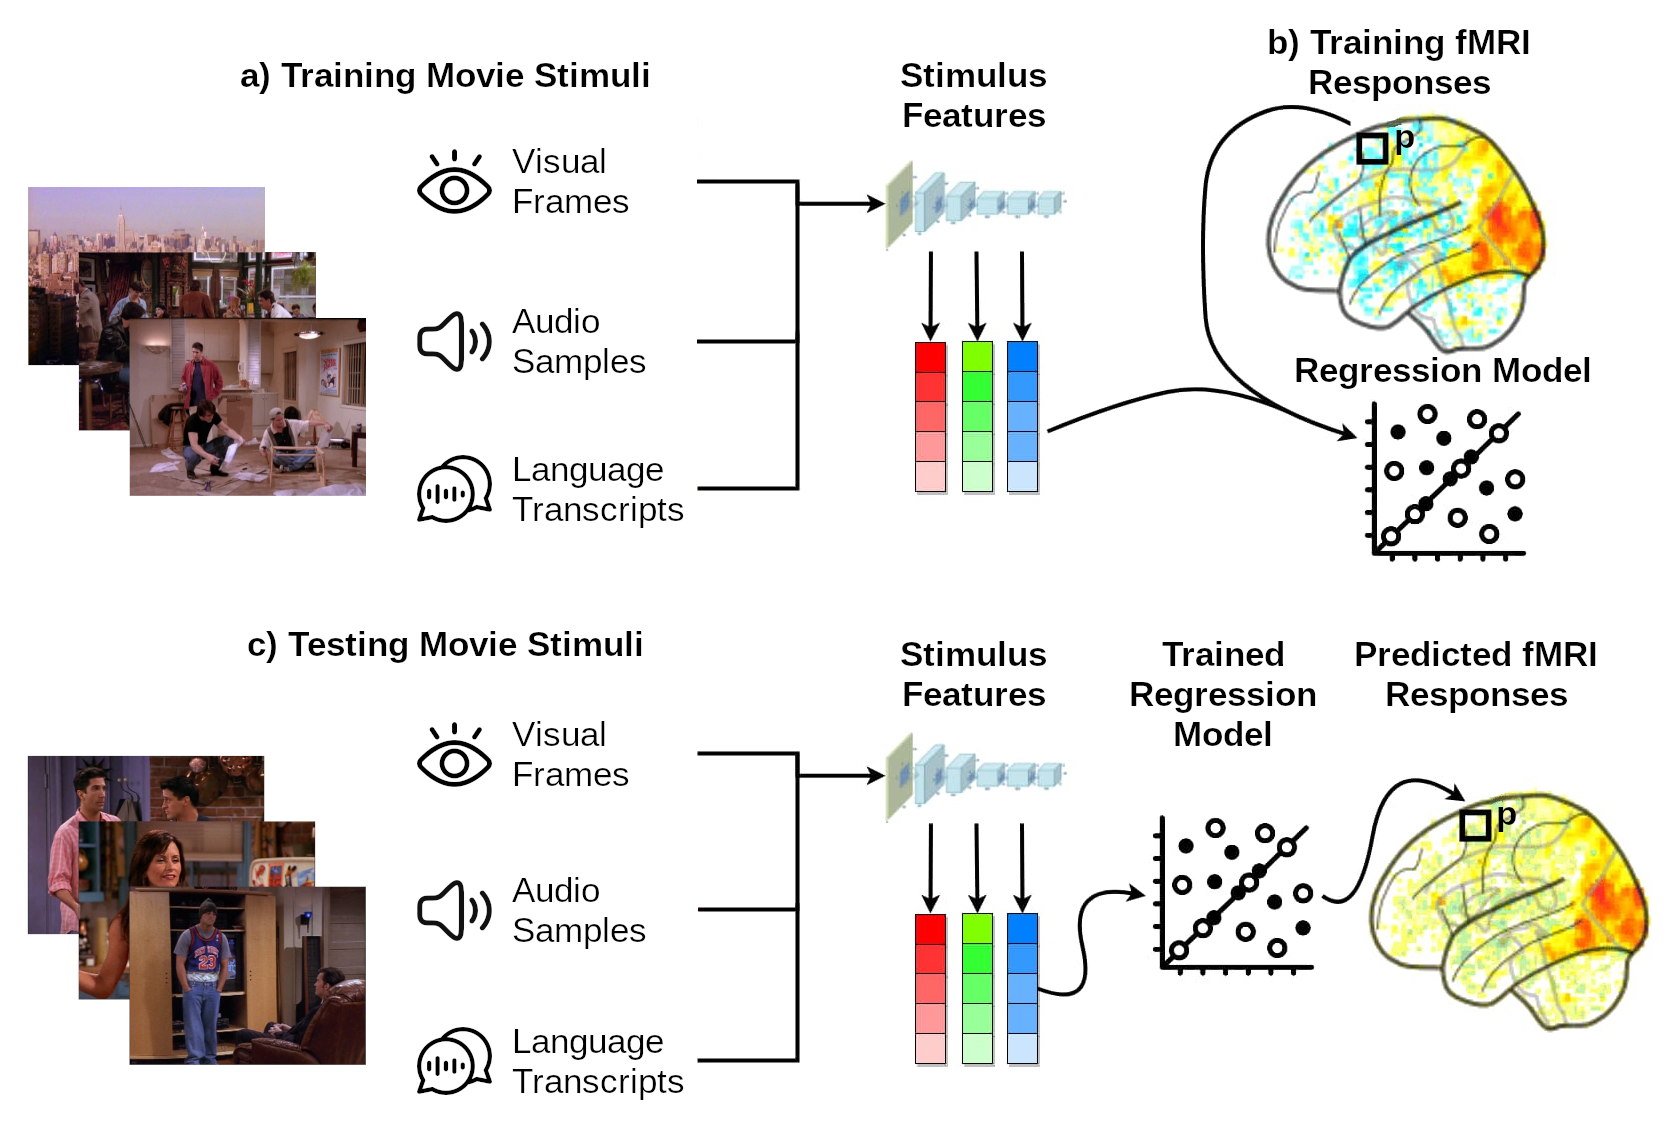 a) Training Movie Stimuli
Visual
Frames
Audio
Samples
Language
Transcripts
Stimulus
Features
b) Training fMRI
Responses
p
Regression Model
c) Testing Movie Stimuli
Visual
Frames
Audio
Samples
Language
Transcripts
23
Stimulus
Features
Trained
Regression
Model
Predicted fMRI
Responses
p